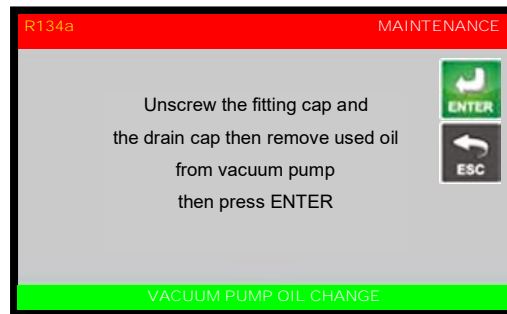 R134a
MAINTENANCE
Unscrew the fitting cap and
the drain cap then remove used oil
from vacuum pump
then press ENTER
ENTER
ESC
VACUUM PUMP OIL CHANGE